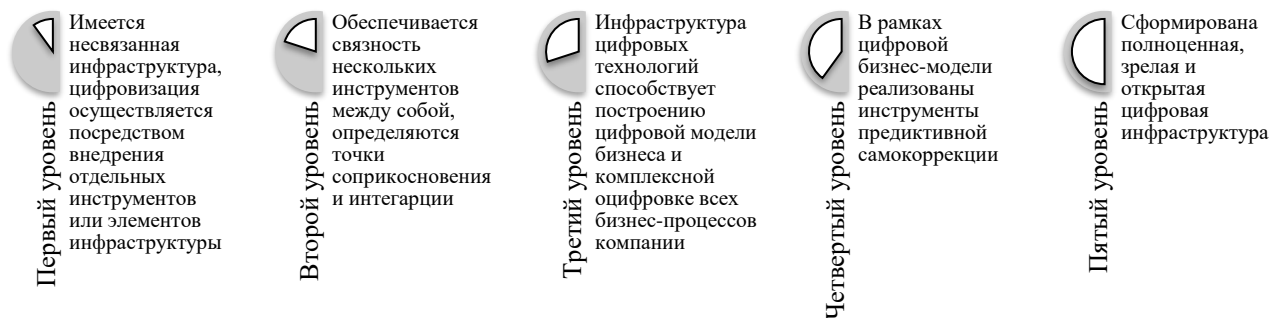 Первый уровень
Имеется
несвязанная
инфраструктура,
цифровизация
осуществляется
посредством
внедрения
отдельных
инструментов
или элементов
инфраструктуры
Второй уровень
Обеспечивается
связность
нескольких
инструментов
между собой,
определяются
точки
соприкосновения
и интегарции
Третий уровень
Инфраструктура
цифровых
технологий
способствует
построению
цифровой модели
бизнеса и
комплексной
оцифровке всех
бизнес-процессов
компании
Четвертый уровень
В рамках
цифровой
бизнес-модели
реализованы
инструменты
предиктивной
самокоррекции
Пятый уровень
Сформирована
полноценная,
зрелая и
открытая
цифровая
инфраструктура